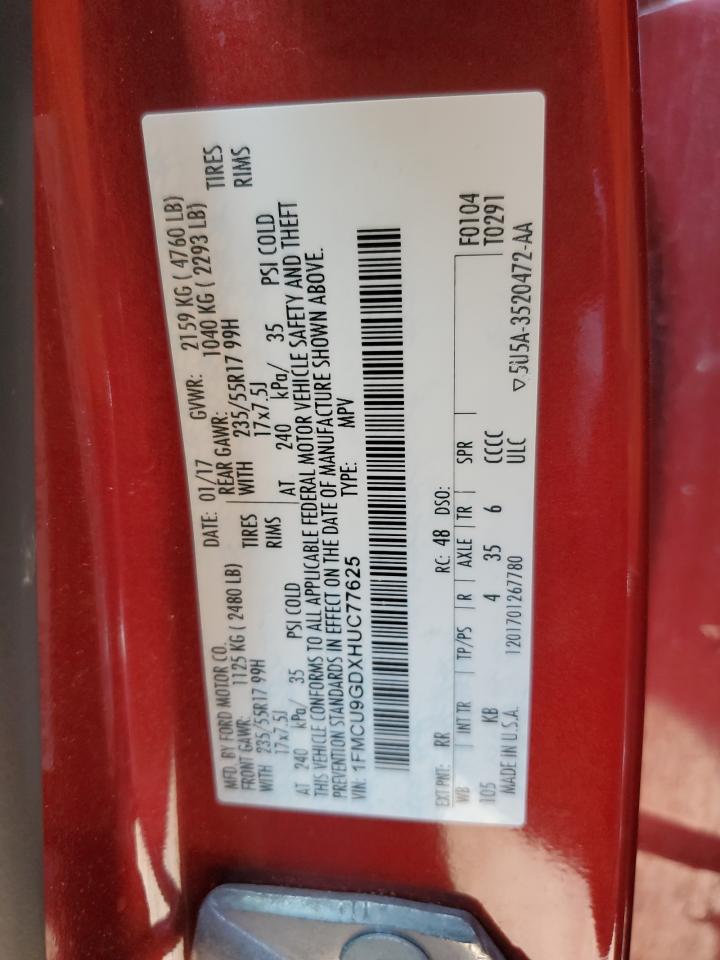 MFD. BY FORD MOTOR CO.
DATE: 01/17 GVWR: 2159 KG ( 4760 LB)
FRONT GAWR: 1125 KG ( 2480 LB) REAR GAWR: 1040 KG ( 2293 LB)
WITH 235/55R17 99H TIRES WITH 235/55R17 99H TIRES
17x7.5J RIMS 17x7.5J RIMS
AT 240 kPa/ 35 PSI COLD AT 240 kPa/ 35 PSI COLD
THIS VEHICLE CONFORMS TO ALL APPLICABLE FEDERAL MOTOR VEHICLE SAFETY AND THEFT
PREVENTION STANDARDS IN EFFECT ON THE DATE OF MANUFACTURE SHOWN ABOVE.
VIN: 1FMCU9GDXHUC77625 TYPE: MPV
EXT PNT: RR RC: 48 DSO: F0104
WB INT TR TP/PS R AXLE TR SPR T0291
105 KB 4 35 6 CCCC
MADE IN U.S.A. 1201701267780 ULC ▽5U5A-3520472-AA